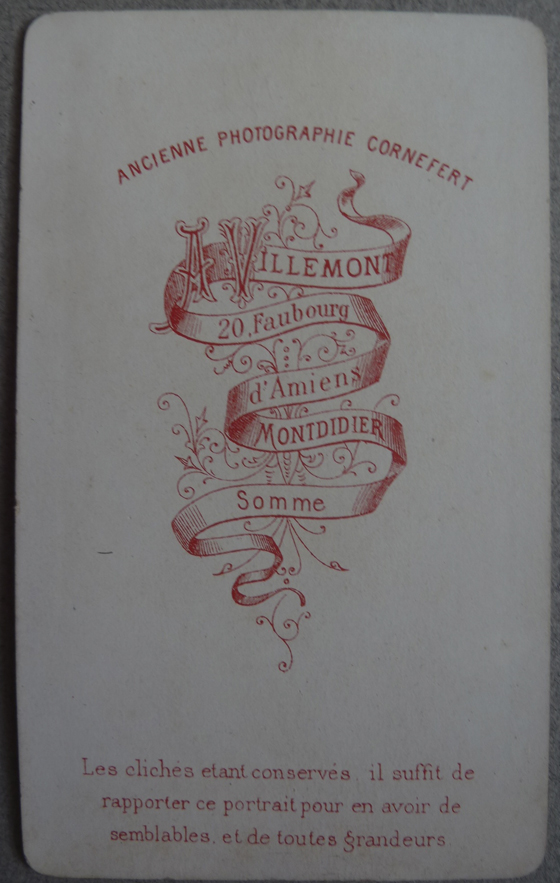 ANCIENNE PHOTOGRAPHIE CORNEFERT
A. VILLEMONT
20, Faubourg
d'Amiens
MONTDIDIER
Somme
Les clichés etant conservés. il suffit de
rapporter ce portrait pour en avoir de
semblables. et de toutes grandeurs